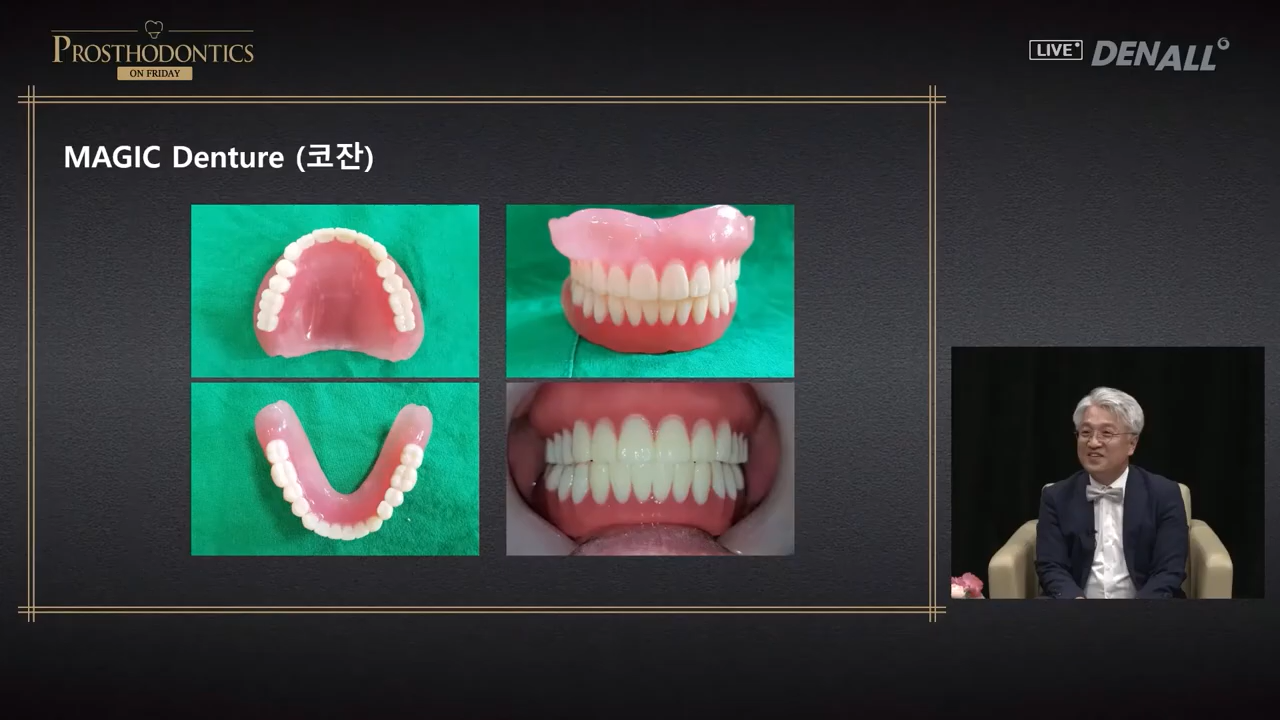 PROSTHODONTICS
ON FRIDAY
LIVE
DENALL
MAGIC Denture (코잔)